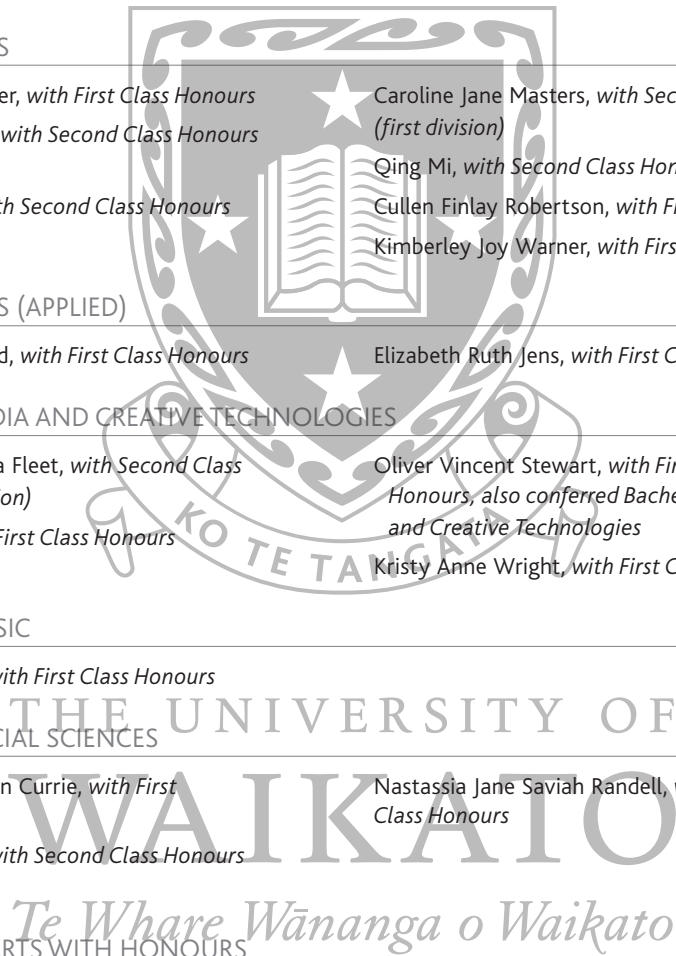 S
er, with First Class Honours
with Second Class Honours
th Second Class Honours
Caroline Jane Masters, with Sec
(first division)
Qing Mi, with Second Class Hon
Cullen Finlay Robertson, with Fi
Kimberley Joy Warner, with Firs
S (APPLIED)
d, with First Class Honours
Elizabeth Ruth Jens, with First C
DIA AND CREATIVE TECHNOLOGIES
a Fleet, with Second Class
ion)
First Class Honours
Oliver Vincent Stewart, with Fir
Honours, also conferred Bache
and Creative Technologies
Kristy Anne Wright, with First C
KO TE TANGATA
SIC
with First Class Honours
THE UNIVERSITY OF
CIAL SCIENCES
n Currie, with First
with Second Class Honours
Nastassia Jane Saviah Randell,
Class Honours
WAIKATO
Te Whare Wānanga o Waikato
RTS WITH HONOURS